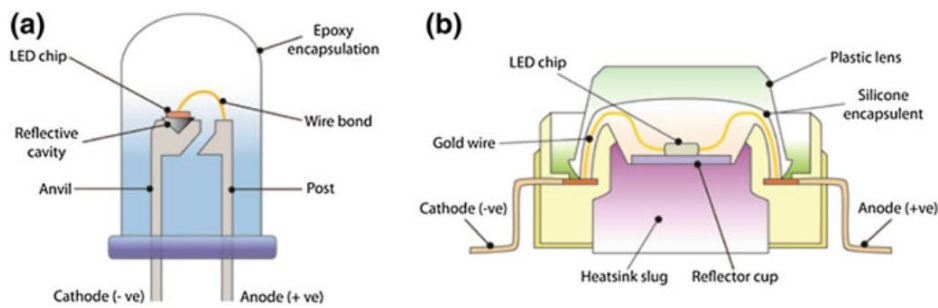 (a)
Epoxy
encapsulation
LED chip
Wire bond
Reflective
cavity
Anvil
Post
Cathode (- ve)
Anode (+ ve)
(b)
LED chip
Plastic lens
Silicone
encapsulent
Gold wire
Cathode (-ve)
Anode (+ve)
Heatsink slug
Reflector cup